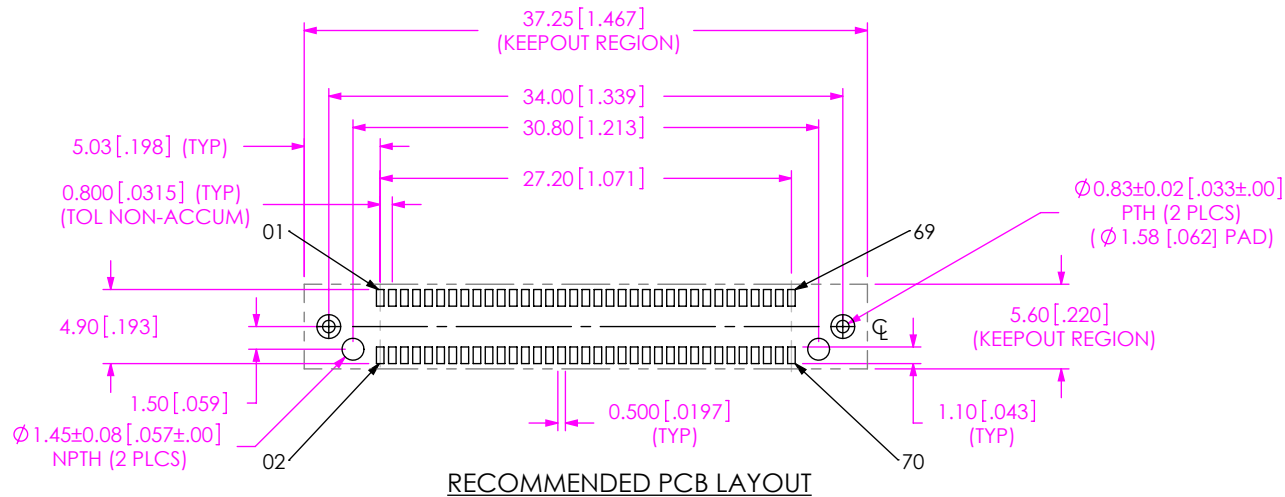 37.25 [1.467]
(KEEPOUT REGION)
34.00 [1.339]
30.80 [1.213]
5.03 [.198] (TYP)
27.20 [1.071]
0.800 [.0315] (TYP)
(TOL NON-ACCUM)
Ø0.83±0.02 [.033±.00]
PTH (2 PLCS)
(Ø1.58 [.062] PAD)
01
69
4.90 [.193]
℄
5.60 [.220]
(KEEPOUT REGION)
1.50 [.059]
0.500 [.0197]
(TYP)
1.10 [.043]
(TYP)
Ø1.45±0.08 [.057±.00]
NPTH (2 PLCS)
02
70
RECOMMENDED PCB LAYOUT